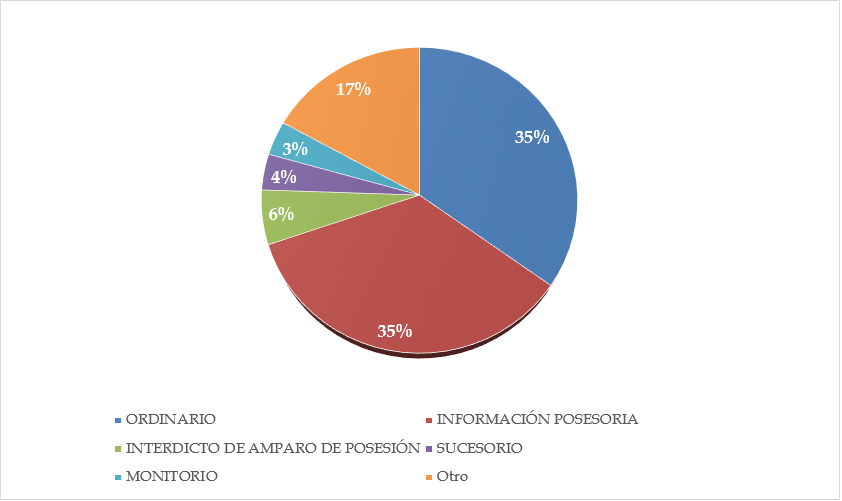 17%
35%
3%
4%
6%
35%
ORDINARIO
INFORMACIÓN POSESORIA
INTERDICTO DE AMPARO DE POSESIÓN
SUCESORIO
MONITORIO
Otro